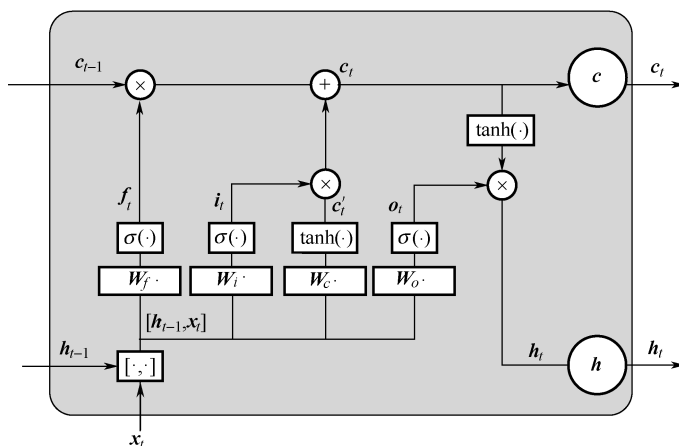 c_{t-1} × + c_t c c_t
tanh(·)
f_t i_t × c'_t o_t ×
σ(·) σ(·) tanh(·) σ(·)
W_f · W_i · W_c · W_o ·
[h_{t-1},x_t]
h_{t-1} [·,·] h_t h h_t
x_t